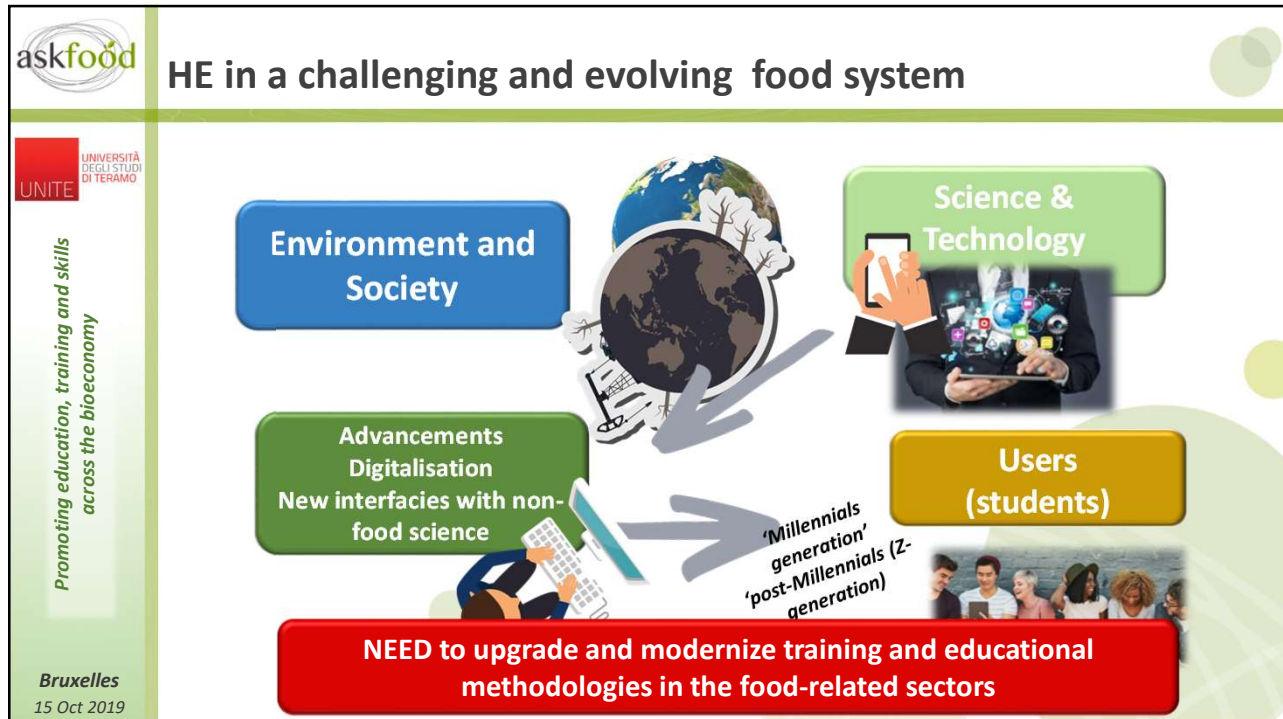 askfood
HE in a challenging and evolving food system
UNITE
UNIVERSITÀ
DEGLI STUDI
DI TERAMO
Promoting education, training and skills
across the bioeconomy
Environment and
Society
Science &
Technology
Advancements
Digitalisation
New interfacies with non-
food science
Users
(students)
‘Millennials
generation’
‘post-Millennials (Z-
generation)
NEED to upgrade and modernize training and educational
methodologies in the food-related sectors
Bruxelles
15 Oct 2019